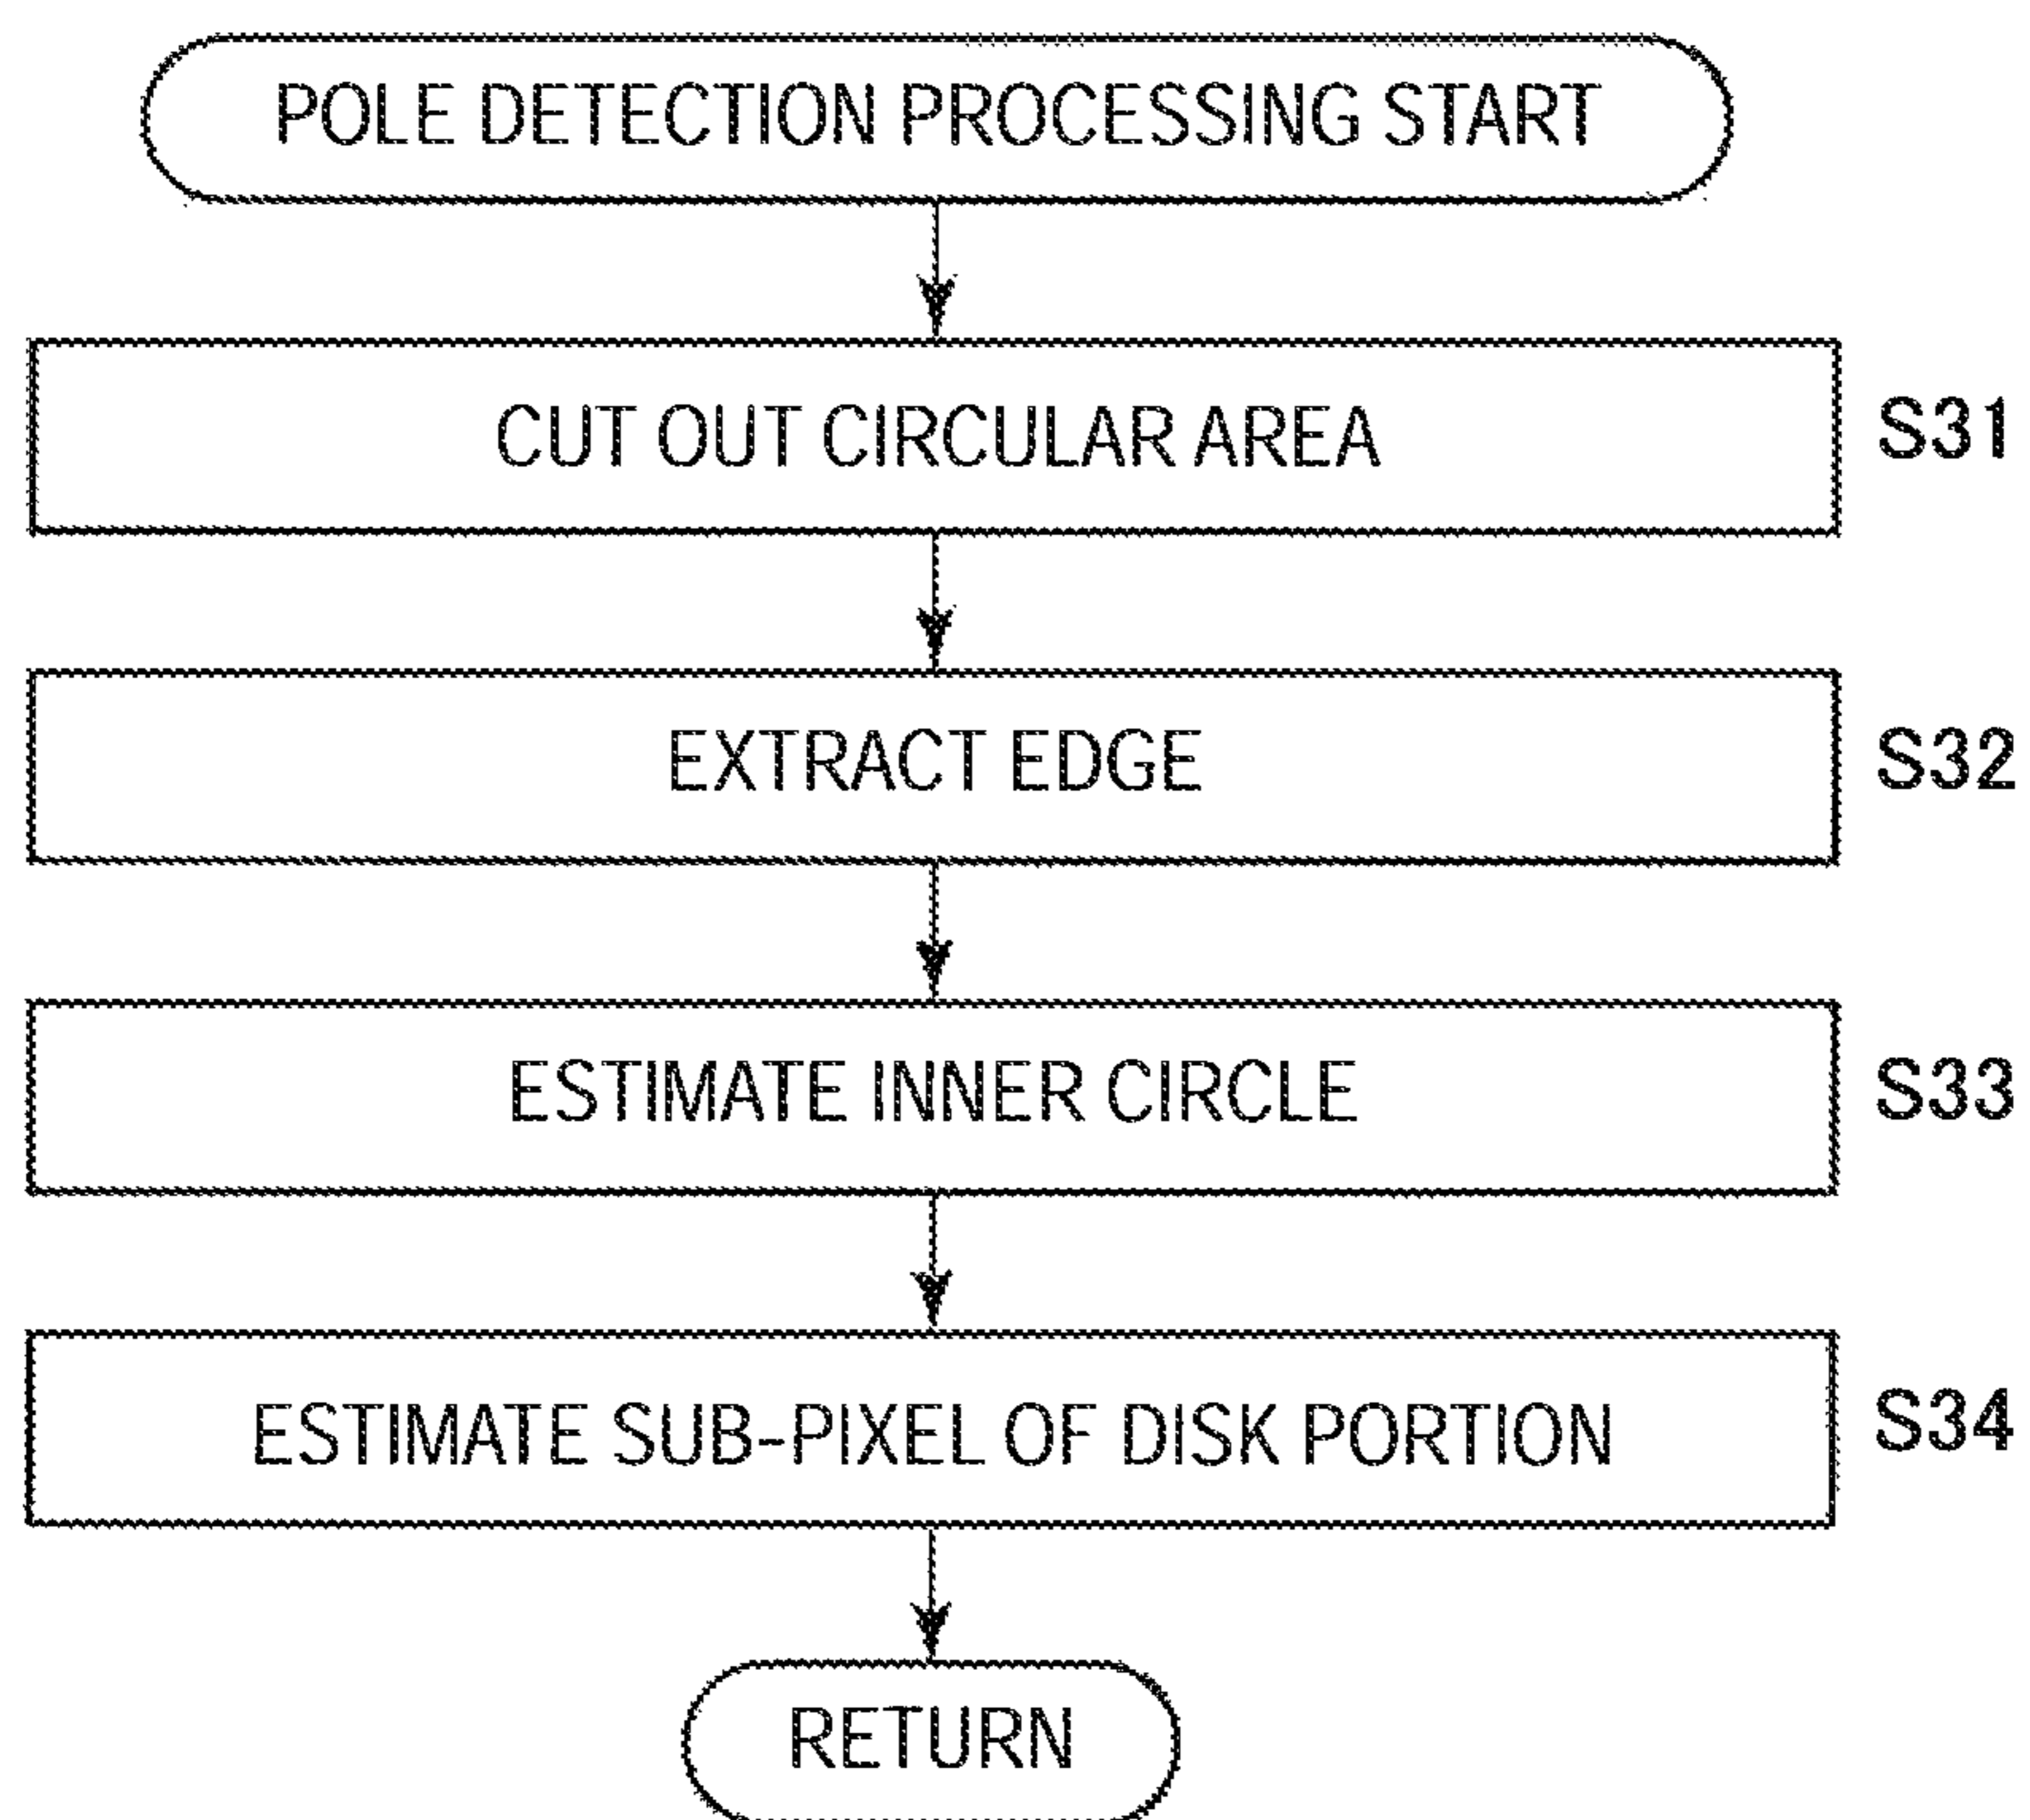 POLE DETECTION PROCESSING START
CUT OUT CIRCULAR AREA S31
EXTRACT EDGE S32
ESTIMATE INNER CIRCLE S33
ESTIMATE SUB-PIXEL OF DISK PORTION S34
RETURN